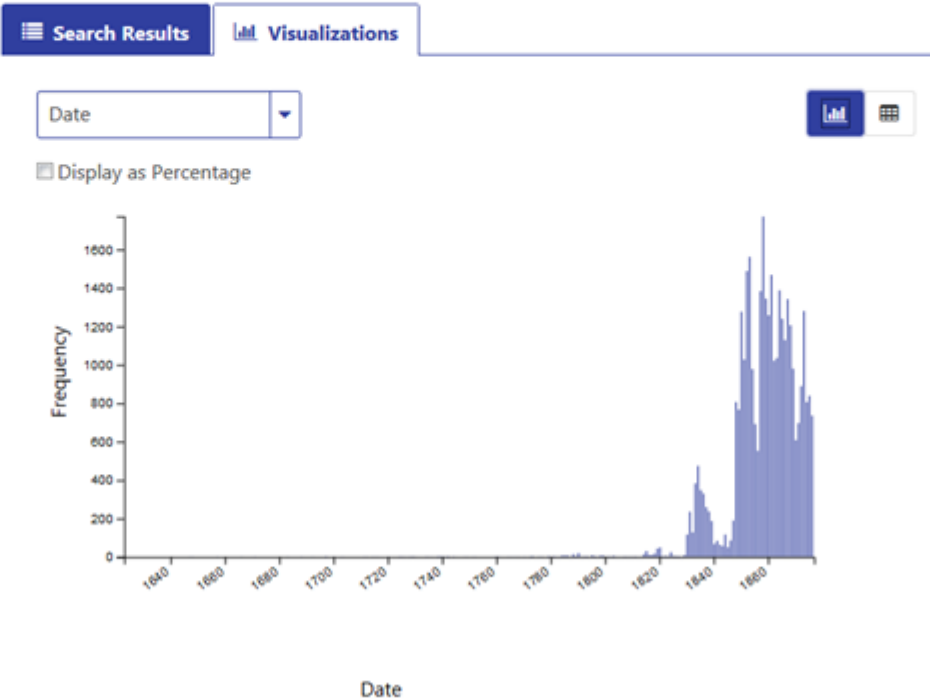 Search Results Visualizations
Date
Display as Percentage
1600
1400
1200
1000
800
600
400
200
0
Frequency
1640 1660 1680 1700 1720 1740 1760 1780 1800 1820 1840 1860
Date